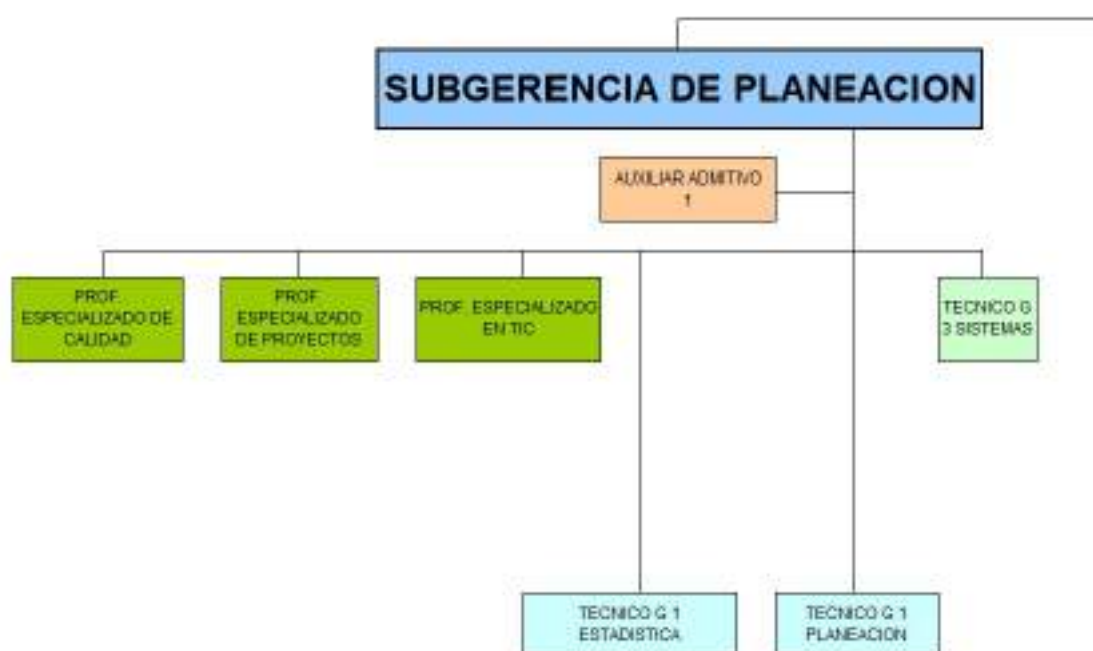 SUBGERENCIA DE PLANEACION
AUXILIAR ADMITIVO
1
PROF.
ESPECIALIZADO DE
CALIDAD
PROF.
ESPECIALIZADO
DE PROYECTOS
PROF. ESPECIALIZADO
EN TIC
TECNICO G
3 SISTEMAS
TECNICO G 1
ESTADISTICA
TECNICO G 1
PLANEACION